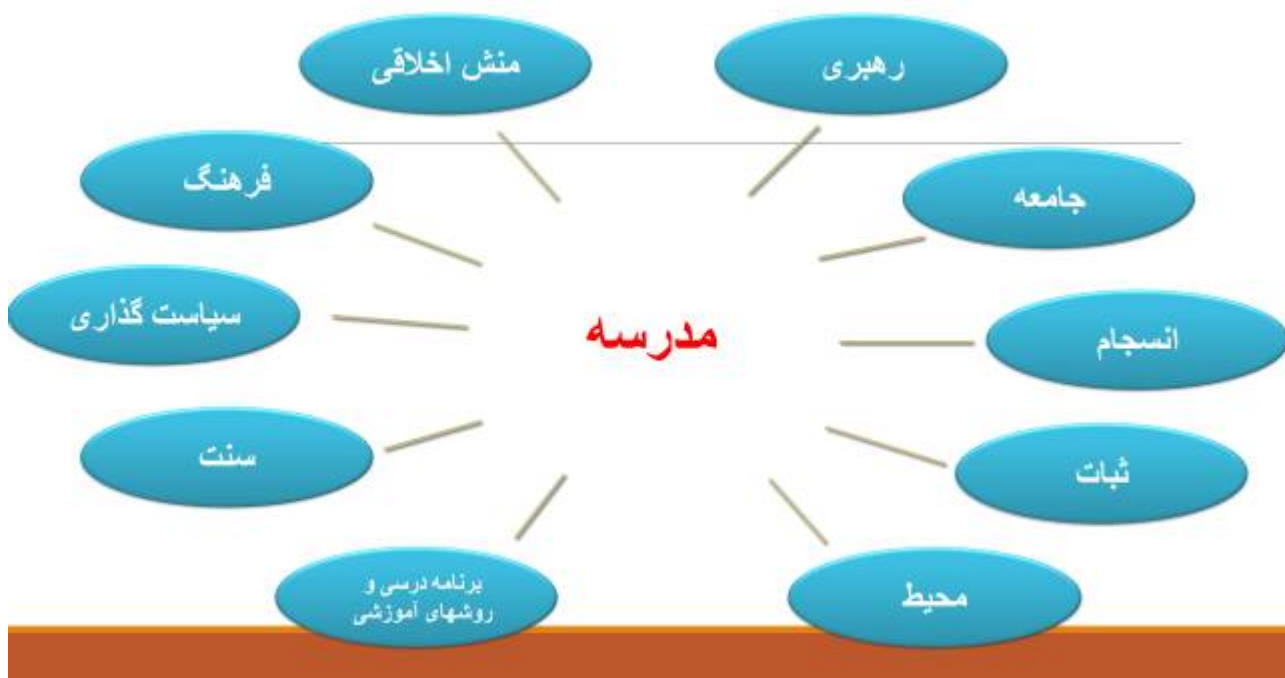 رهبری
منش اخلاقی
جامعه
فرهنگ
انسجام
سیاست گذاری
مدرسه
ثبات
سنت
محیط
برنامه درسی و
روشهای آموزشی